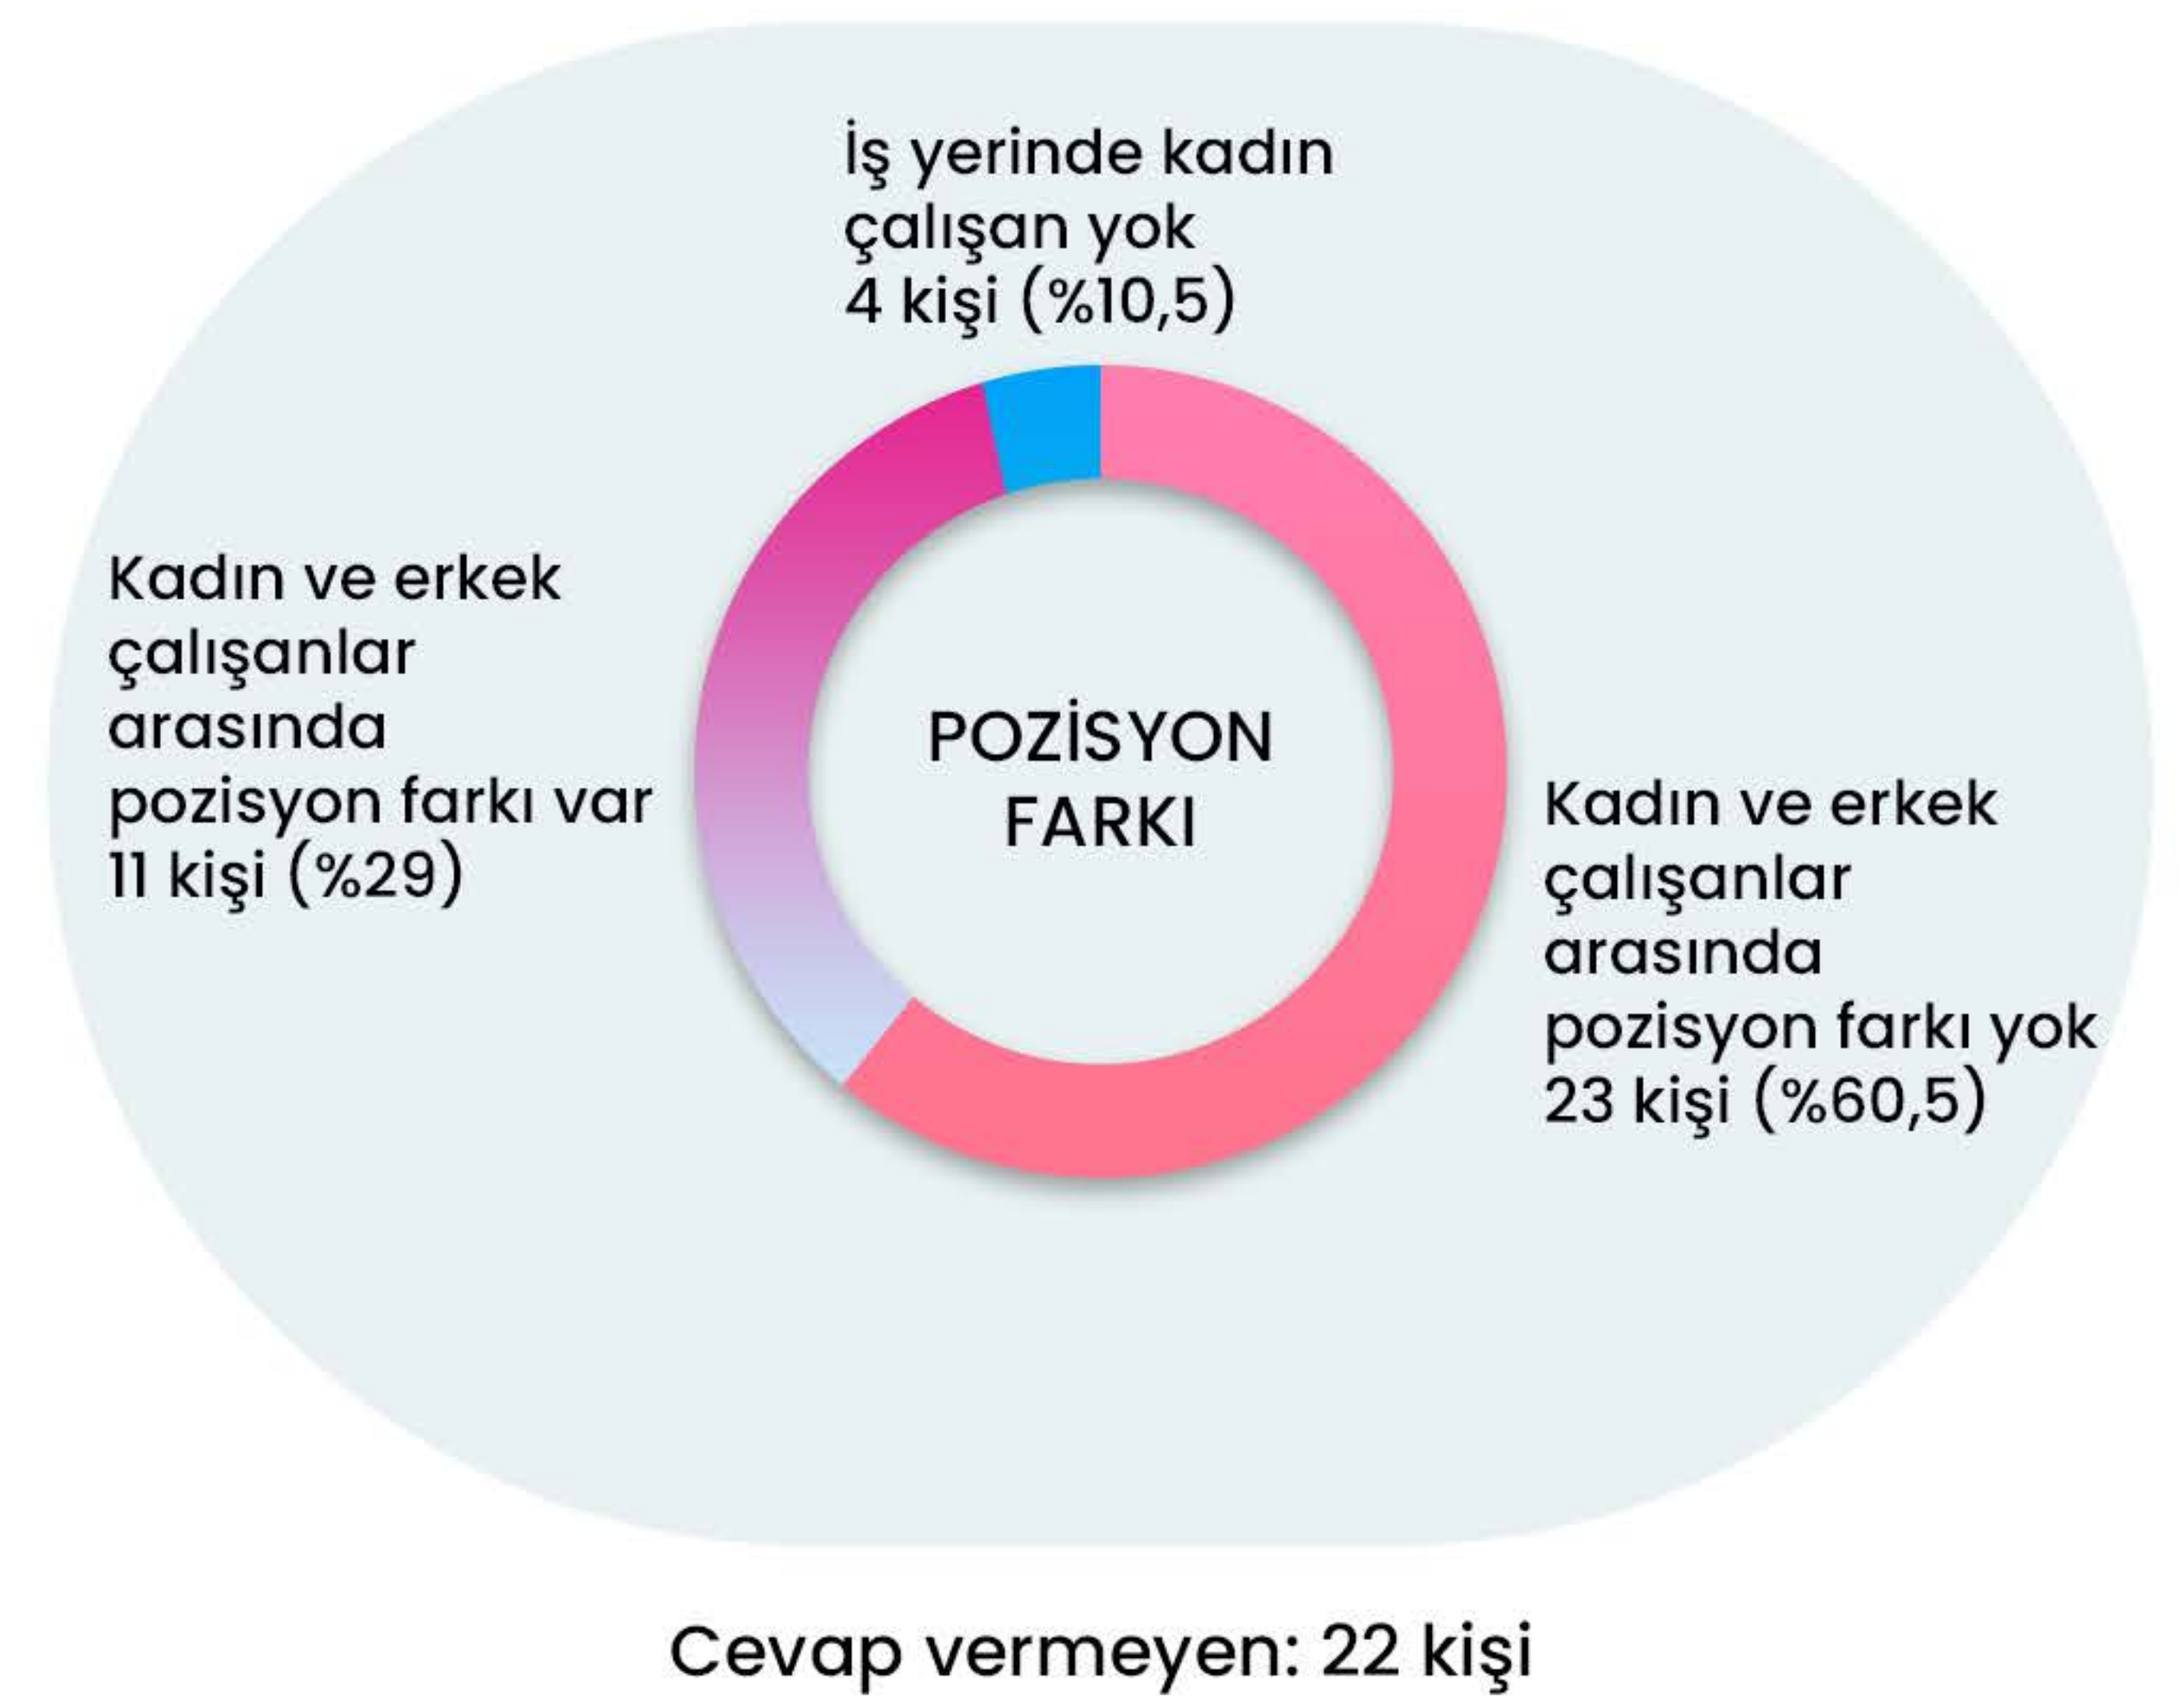 İş yerinde kadın
çalışan yok
4 kişi (%10,5)
Kadın ve erkek
çalışanlar
arasında
pozisyon farkı var
11 kişi (%29)
POZİSYON
FARKI
Kadın ve erkek
çalışanlar
arasında
pozisyon farkı yok
23 kişi (%60,5)
Cevap vermeyen: 22 kişi